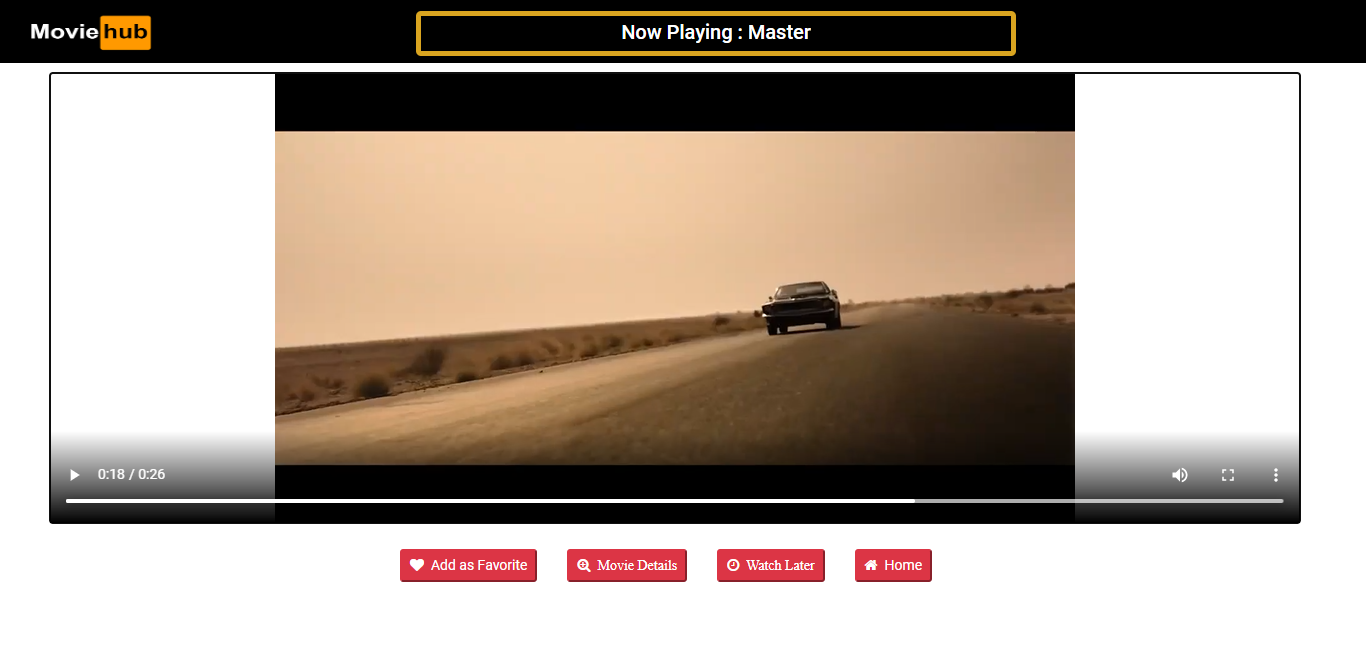 Movie hub
Now Playing : Master
0:18 / 0:26
Add as Favorite
Movie Details
Watch Later
Home